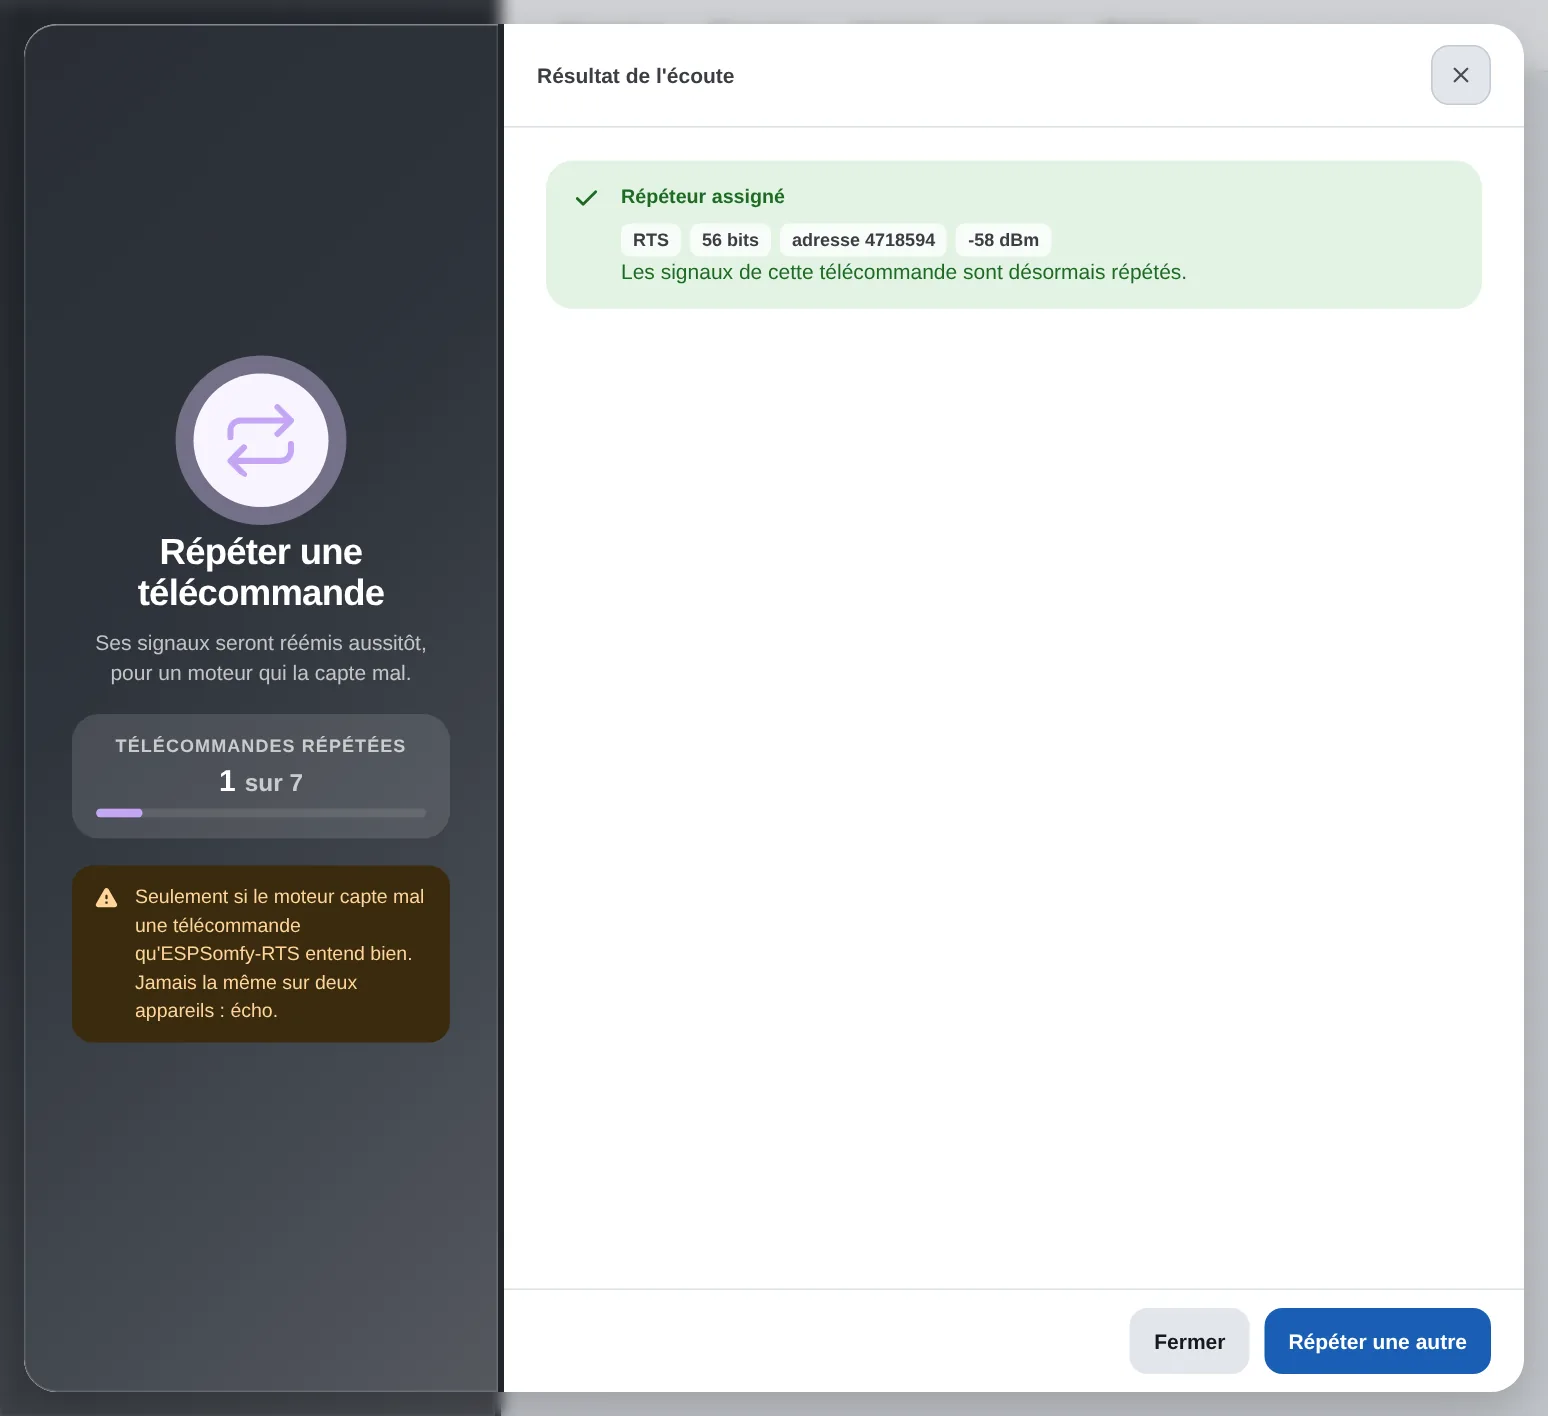 Répéter une
télécommande
Ses signaux seront réémis aussitôt,
pour un moteur qui la capte mal.
TÉLÉCOMMANDES RÉPÉTÉES
1 sur 7
Seulement si le moteur capte mal
une télécommande
qu'ESPSomfy-RTS entend bien.
Jamais la même sur deux
appareils : écho.
Résultat de l'écoute
Répéteur assigné
RTS 56 bits adresse 4718594 -58 dBm
Les signaux de cette télécommande sont désormais répétés.
Fermer Répéter une autre